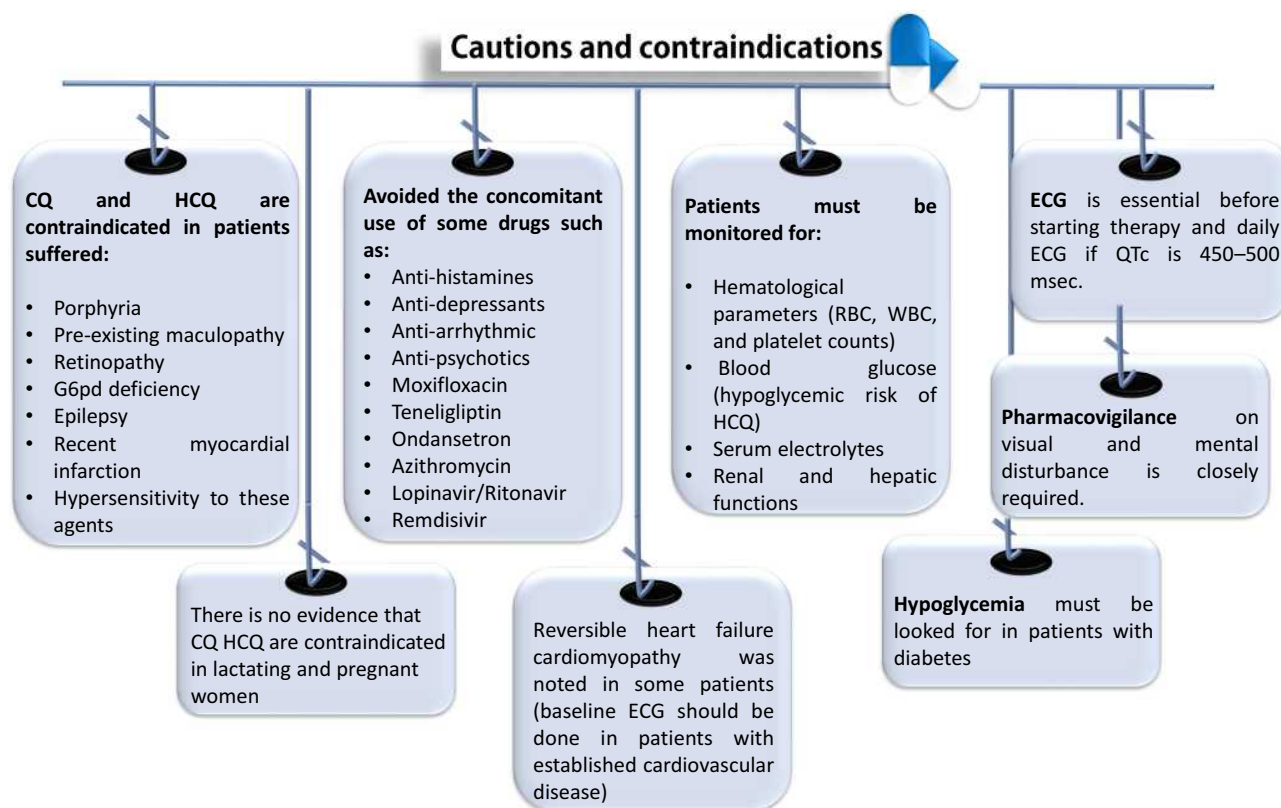 Cautions and contraindications
CQ and HCQ are
contraindicated in patients
suffered:
• Porphyria
• Pre-existing maculopathy
• Retinopathy
• G6pd deficiency
• Epilepsy
• Recent myocardial
infarction
• Hypersensitivity to these
agents
There is no evidence that
CQ HCQ are contraindicated
in lactating and pregnant
women
Avoided the concomitant
use of some drugs such
as:
• Anti-histamines
• Anti-depressants
• Anti-arrhythmic
• Anti-psychotics
• Moxifloxacin
• Teneligliptin
• Ondansetron
• Azithromycin
• Lopinavir/Ritonavir
• Remdisivir
Reversible heart failure
cardiomyopathy was
noted in some patients
(baseline ECG should be
done in patients with
established cardiovascular
disease)
Patients must be
monitored for:
• Hematological
parameters (RBC, WBC,
and platelet counts)
• Blood glucose
(hypoglycemic risk of
HCQ)
• Serum electrolytes
• Renal and hepatic
functions
ECG is essential before
starting therapy and daily
ECG if QTc is 450–500
msec.
Pharmacovigilance on
visual and mental
disturbance is closely
required.
Hypoglycemia must be
looked for in patients with
diabetes